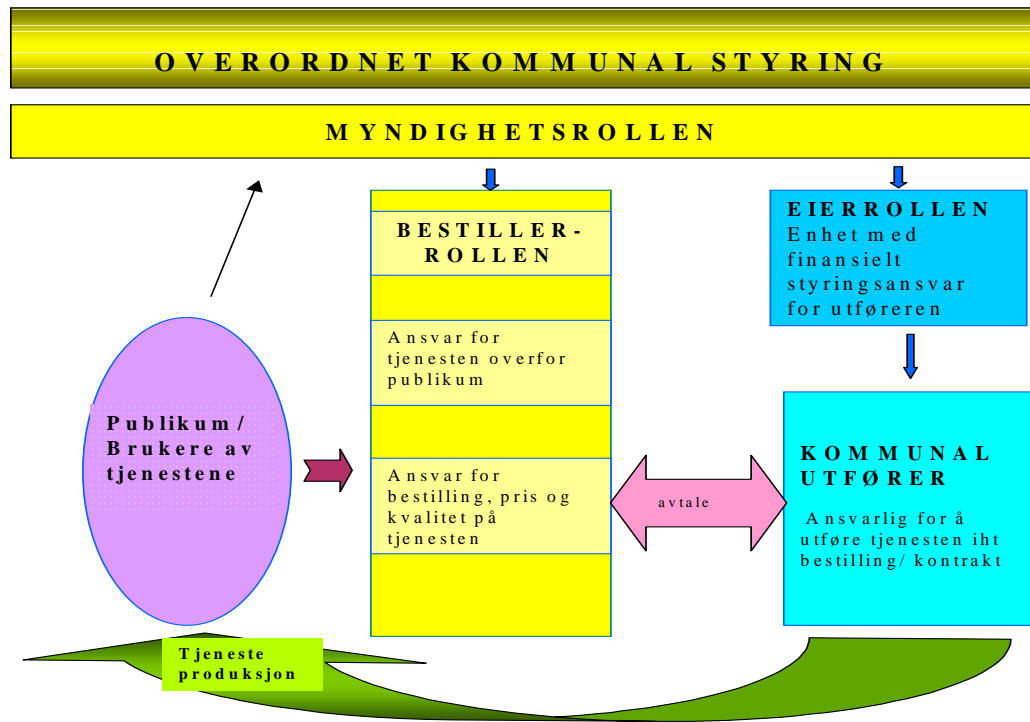 OVERORDNET KOMMUNAL STYRING
MYNDIGHETSROLLEN
BESTILLER-
ROLLEN
Ansvar for
tjenesten overfor
publikum
Ansvar for
bestilling, pris og
kvalitet på
tjenesten
EIERROLLEN
Enhet med
finansielt
styringsansvar
for utføreren
Publikum/
Brukere av
tjenestene
avtale
KOMMUNAL
UTFØRER
Ansvarlig for å
utføre tjenesten iht
bestilling/ kontrakt
Tjeneste
produksjon